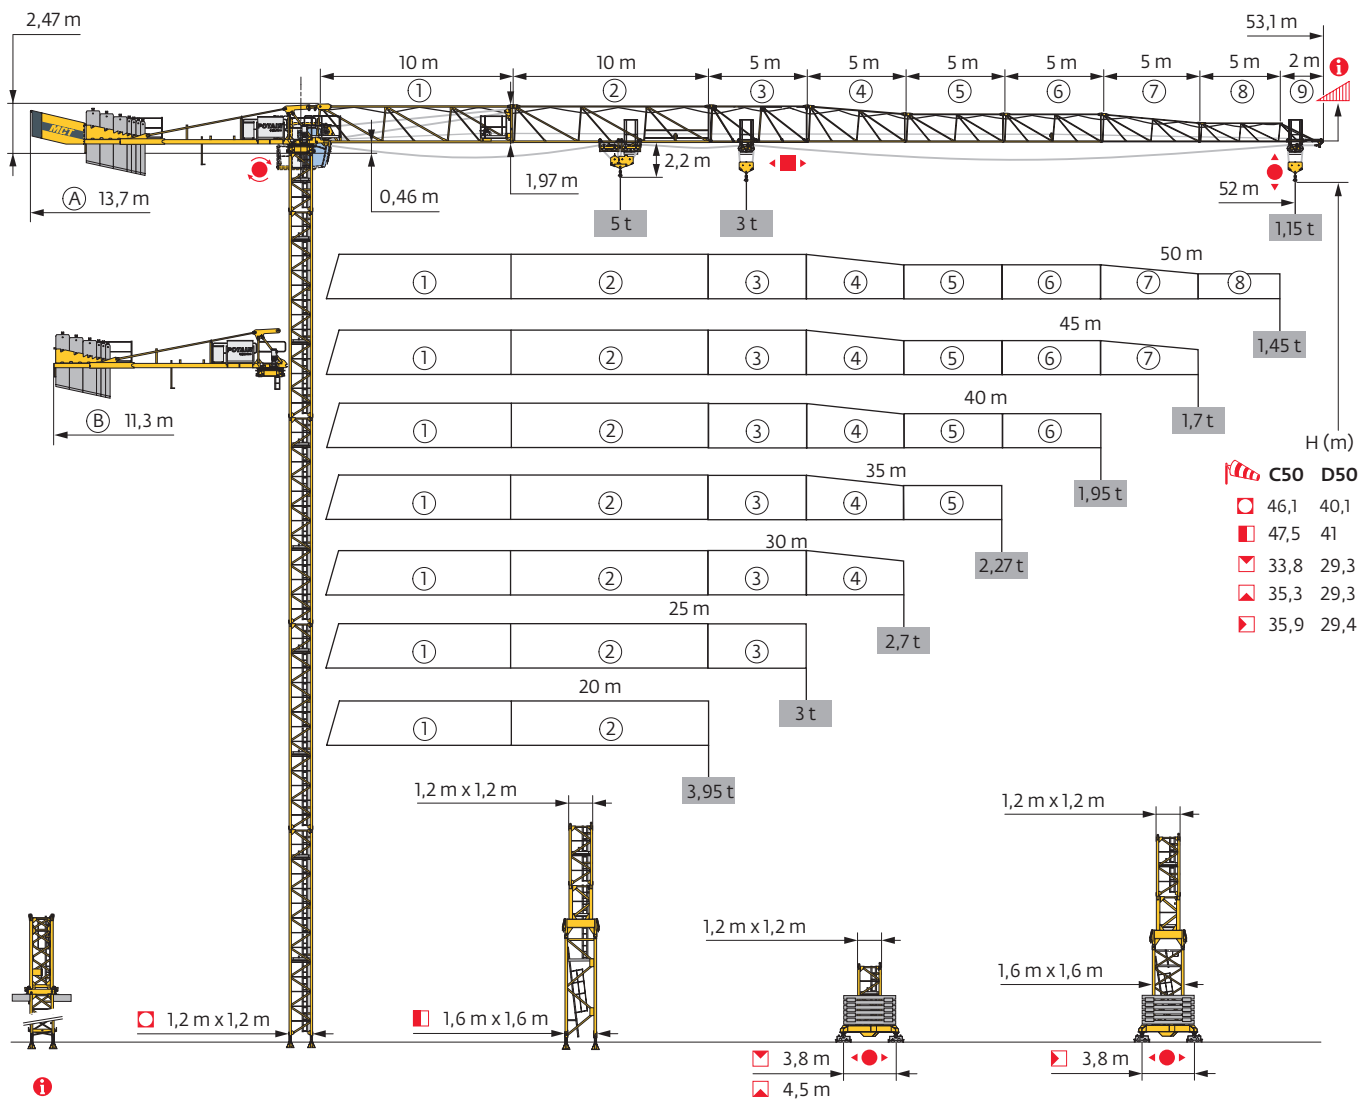 2,47 m
53,1 m
10 m
10 m
5 m
5 m
5 m
5 m
5 m
5 m
2 m
i
1
2
3
4
5
6
7
8
9
MCT
POTAIN
2,2 m
1,97 m
0,46 m
A 13,7 m
52 m
5 t
3 t
1,15 t
50 m
1
2
3
4
5
6
7
8
1,45 t
45 m
1
2
3
4
5
6
7
1,7 t
POTAIN
B 11,3 m
40 m
1
2
3
4
5
6
1,95 t
H (m)
C50 D50
46,1 40,1
47,5 41
33,8 29,3
35,3 29,3
35,9 29,4
35 m
1
2
3
4
5
2,27 t
30 m
1
2
3
4
2,7 t
25 m
1
2
3
3 t
20 m
1
2
3,95 t
1,2 m x 1,2 m
1,2 m x 1,2 m
1,2 m x 1,2 m
1,6 m x 1,6 m
1,2 m x 1,2 m
1,6 m x 1,6 m
3,8 m
4,5 m
3,8 m
i